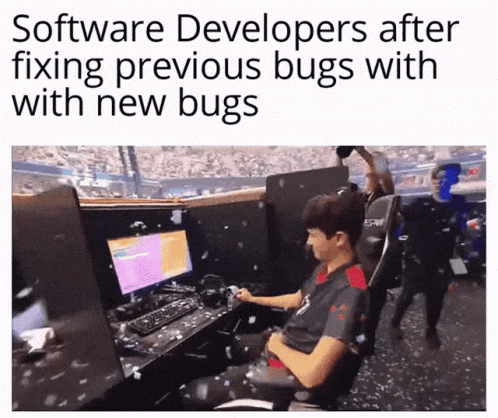 Software Developers after
fixing previous bugs with
with new bugs